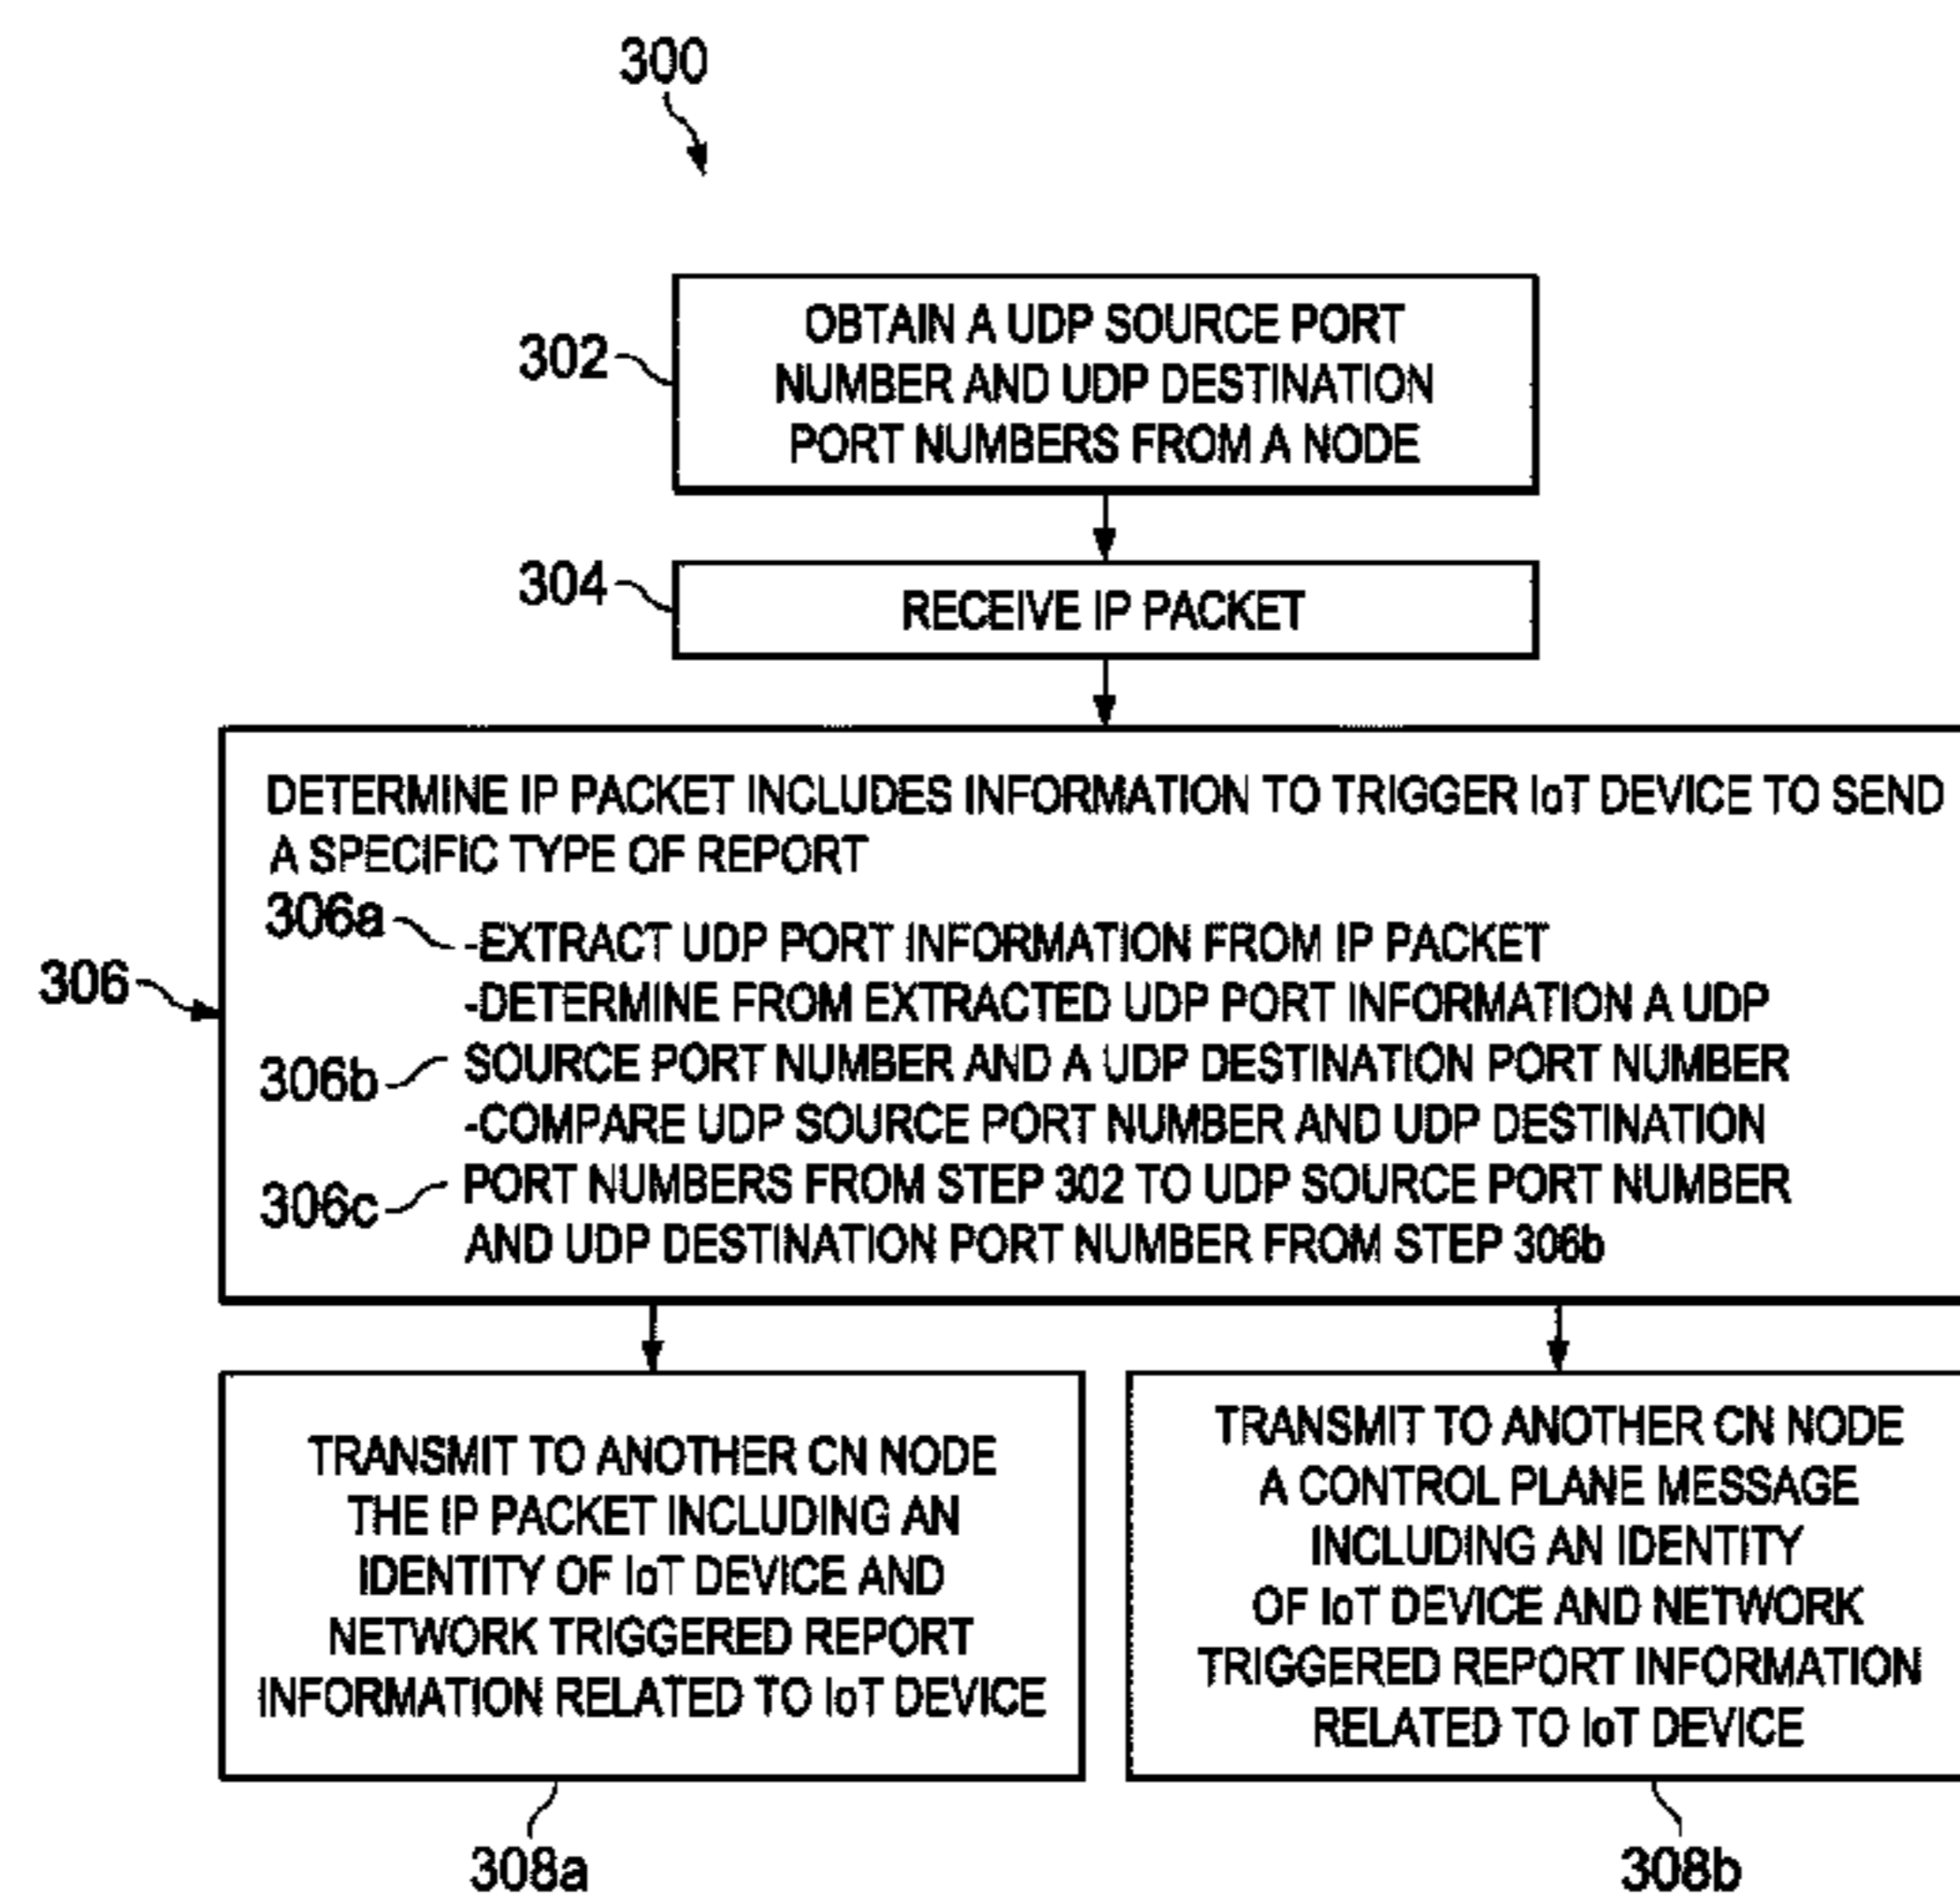 300
302
OBTAIN A UDP SOURCE PORT
NUMBER AND UDP DESTINATION
PORT NUMBERS FROM A NODE
304
RECEIVE IP PACKET
306
DETERMINE IP PACKET INCLUDES INFORMATION TO TRIGGER IoT DEVICE TO SEND
A SPECIFIC TYPE OF REPORT
306a
-EXTRACT UDP PORT INFORMATION FROM IP PACKET
-DETERMINE FROM EXTRACTED UDP PORT INFORMATION A UDP
306b
SOURCE PORT NUMBER AND A UDP DESTINATION PORT NUMBER
-COMPARE UDP SOURCE PORT NUMBER AND UDP DESTINATION
306c
PORT NUMBERS FROM STEP 302 TO UDP SOURCE PORT NUMBER
AND UDP DESTINATION PORT NUMBER FROM STEP 306b
TRANSMIT TO ANOTHER CN NODE
THE IP PACKET INCLUDING AN
IDENTITY OF IoT DEVICE AND
NETWORK TRIGGERED REPORT
INFORMATION RELATED TO IoT DEVICE
308a
TRANSMIT TO ANOTHER CN NODE
A CONTROL PLANE MESSAGE
INCLUDING AN IDENTITY
OF IoT DEVICE AND NETWORK
TRIGGERED REPORT INFORMATION
RELATED TO IoT DEVICE
308b